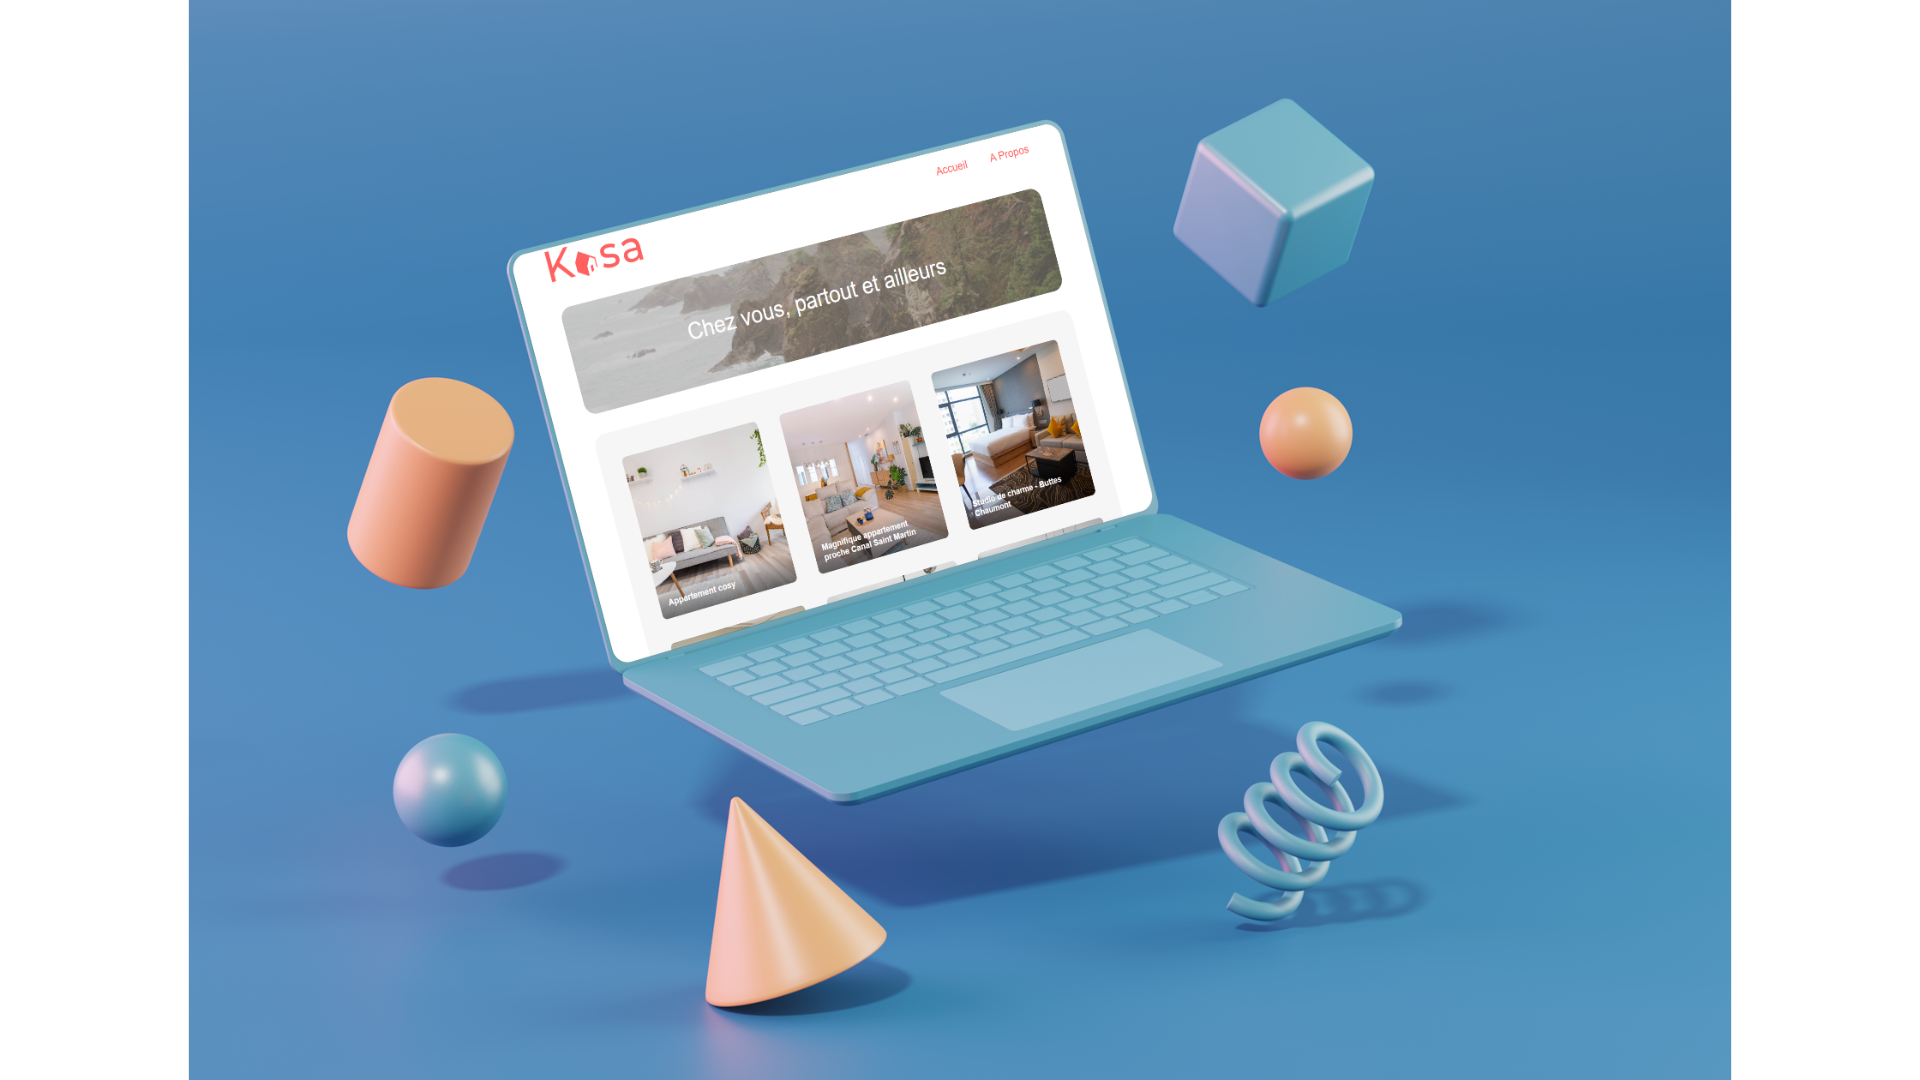 Accueil
A Propos
Kasa
Chez vous, partout et ailleurs
Appartement cosy
Magnifique appartement
proche Canal Saint Martin
Studio de charme - Buttes
Chaumont